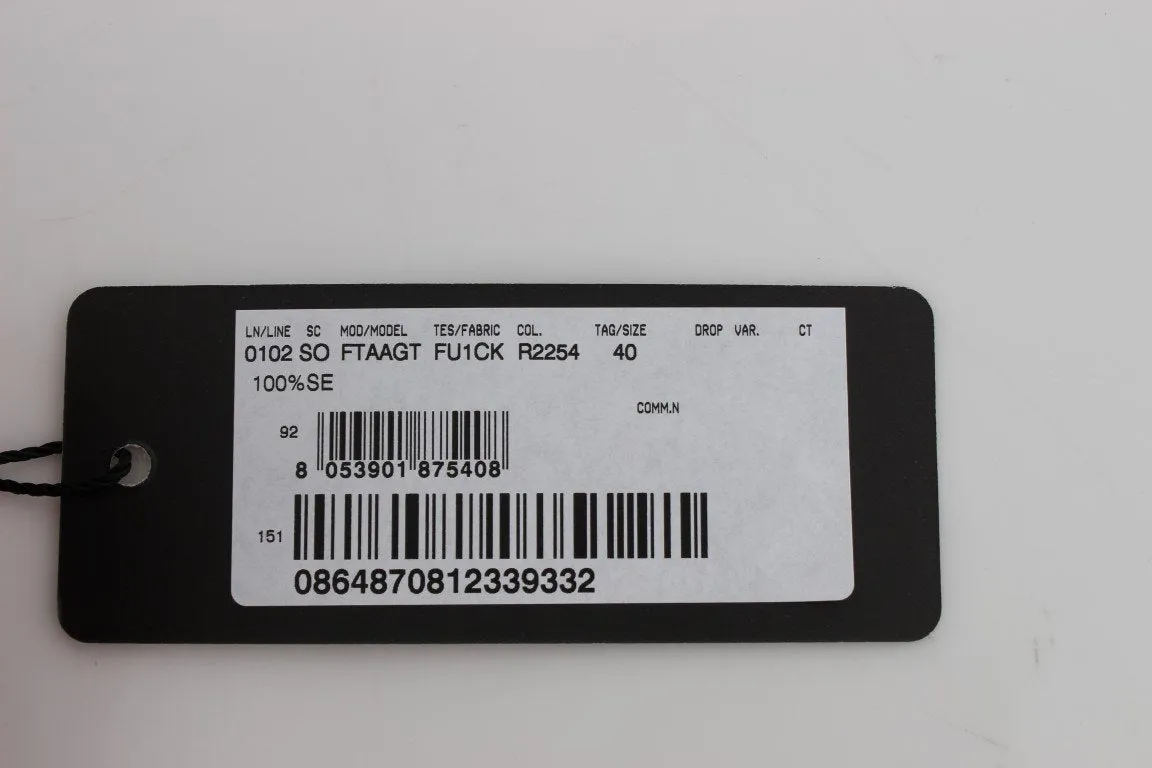 LN/LINE SC MOD/MODEL TES/FABRIC COL. TAG/SIZE DROP VAR. CT
0102 SO FTAAGT FU1CK R2254 40
100%SE
COMM.N
92
8 053901 875408
151
0864870812339332